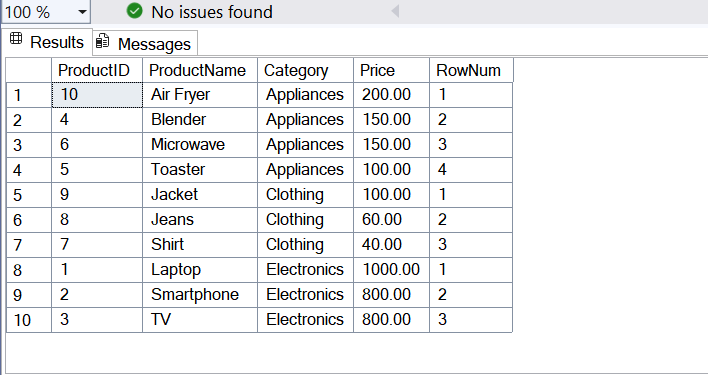 100 % No issues found
Results Messages
ProductID ProductName Category Price RowNum
1 10 Air Fryer Appliances 200.00 1
2 4 Blender Appliances 150.00 2
3 6 Microwave Appliances 150.00 3
4 5 Toaster Appliances 100.00 4
5 9 Jacket Clothing 100.00 1
6 8 Jeans Clothing 60.00 2
7 7 Shirt Clothing 40.00 3
8 1 Laptop Electronics 1000.00 1
9 2 Smartphone Electronics 800.00 2
10 3 TV Electronics 800.00 3